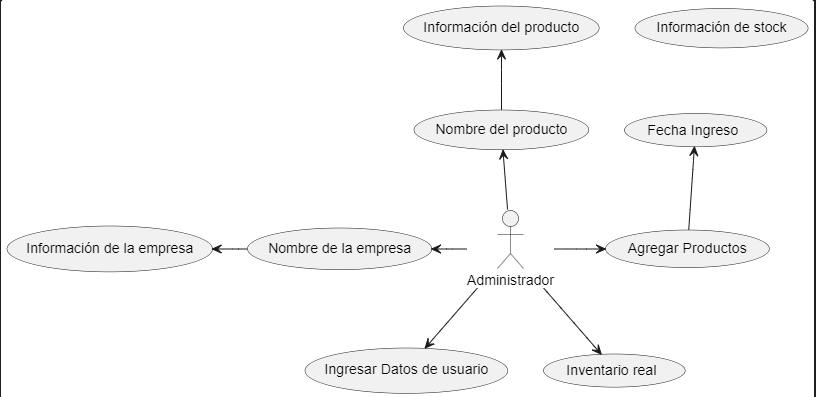 Información del producto
Información de stock
Nombre del producto
Fecha Ingreso
Información de la empresa
Nombre de la empresa
Agregar Productos
Administrador
Ingresar Datos de usuario
Inventario real